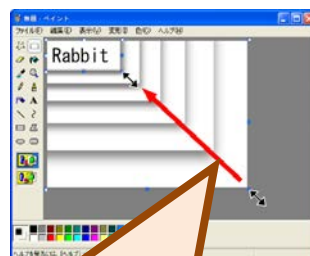 無題 - ペイント
ファイル(F) 編集(E) 表示(V) 変形(I) 色(C) ヘルプ(H)
Rabbit